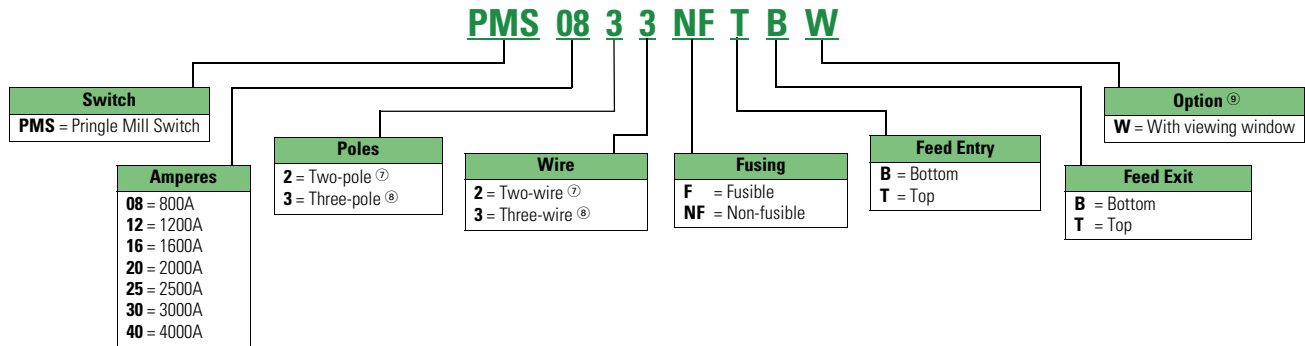 PMS 08 3 3 NF T B W
Switch
PMS = Pringle Mill Switch
Amperes
08 = 800A
12 = 1200A
16 = 1600A
20 = 2000A
25 = 2500A
30 = 3000A
40 = 4000A
Poles
2 = Two-pole ⑦
3 = Three-pole ⑧
Wire
2 = Two-wire ⑦
3 = Three-wire ⑧
Fusing
F = Fusible
NF = Non-fusible
Feed Entry
B = Bottom
T = Top
Feed Exit
B = Bottom
T = Top
Option ⑨
W = With viewing window